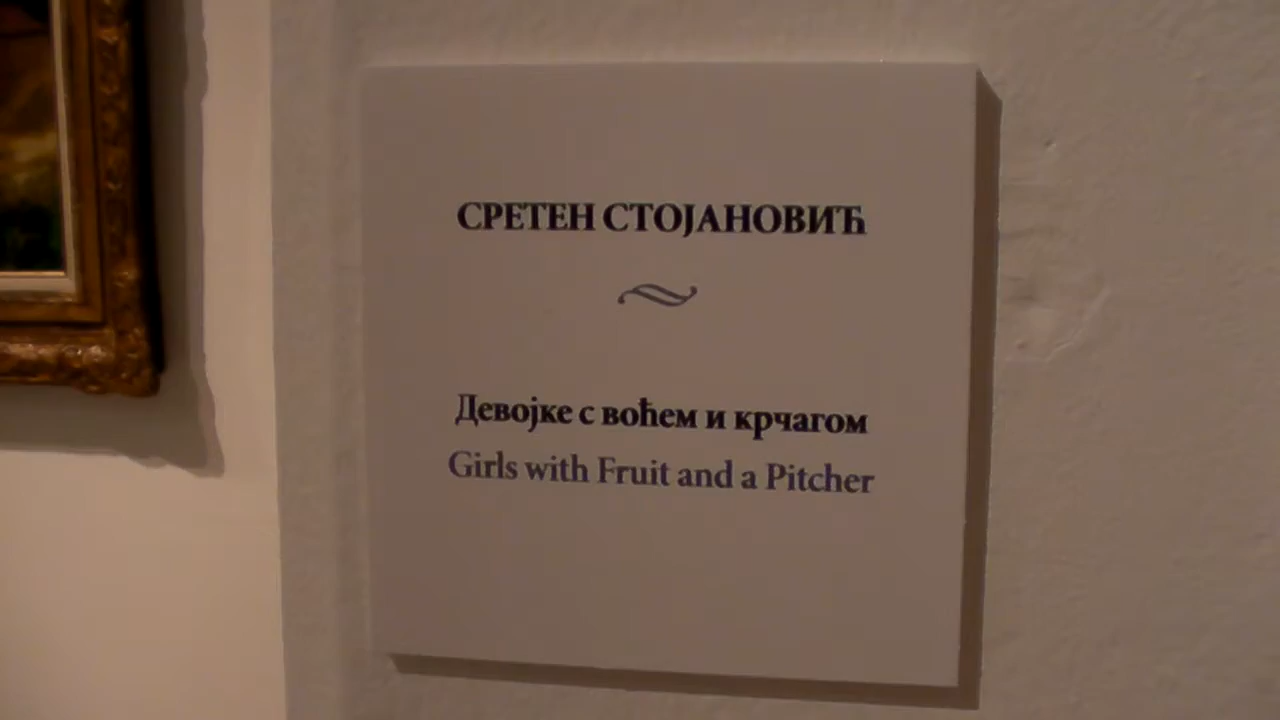 СРЕТЕН СТОЈАНОВИЋ
Девојке с воћем и крчагом
Girls with Fruit and a Pitcher